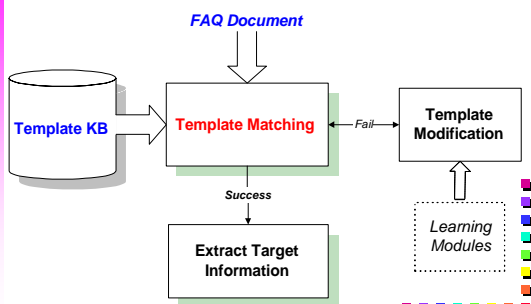 FAQ Document
Template KB
Template Matching
Fail
Template
Modification
Success
Learning
Modules
Extract Target
Information